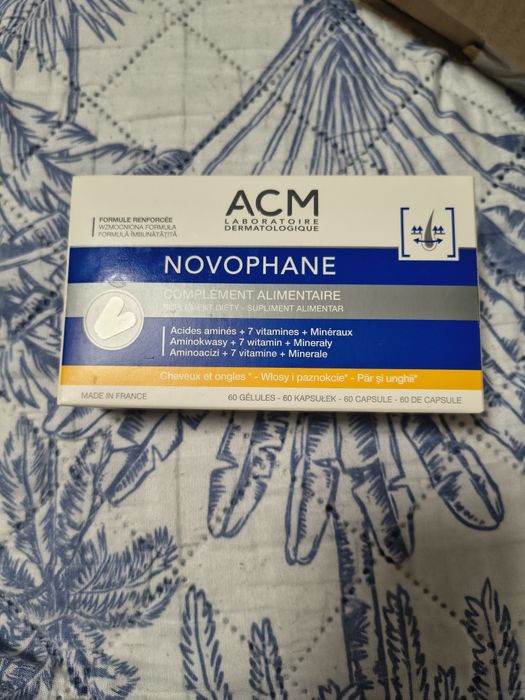 FORMULE RENFORCÉE
WZMOCNIONA FORMUŁA
FORMULĂ ÎMBUNĂTĂȚITĂ
ACM
LABORATOIRE
DERMATOLOGIQUE
NOVOPHANE
COMPLÉMENT ALIMENTAIRE
SUPLEMENT DIETY - SUPLIMENT ALIMENTAR
Acides aminés + 7 vitamines + Minéraux
Aminokwasy + 7 witamin + Minerały
Aminoacizi + 7 vitamine + Minerale
Cheveux et ongles * - Włosy i paznokcie* - Păr și unghii*
MADE IN FRANCE
60 GÉLULES - 60 KAPSUŁEK - 60 CAPSULE - 60 DE CAPSULE